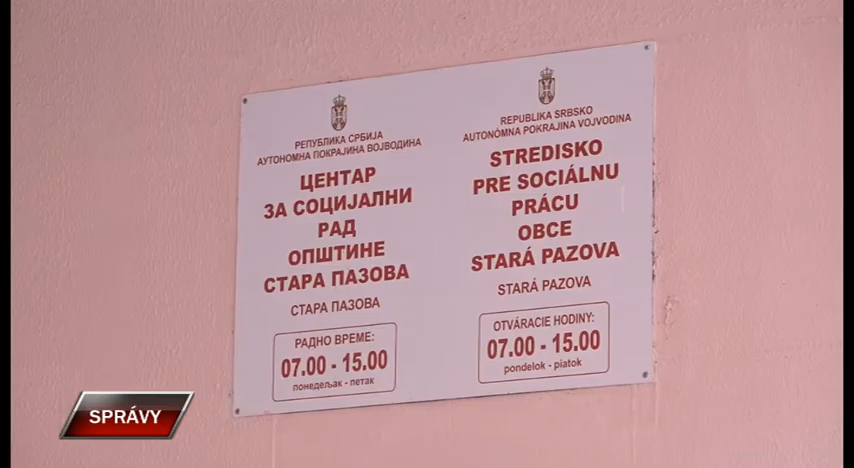 РЕПУБЛИКА СРБИЈА
АУТОНОМНА ПОКРАЈИНА ВОЈВОДИНА
ЦЕНТАР
ЗА СОЦИЈАЛНИ
РАД
ОПШТИНЕ
СТАРА ПАЗОВА
СТАРА ПАЗОВА
РАДНО ВРЕМЕ:
07.00 - 15.00
понедељак - петак
REPUBLIKA SRBSKO
AUTONÓMNA POKRAJINA VOJVODINA
STREDISKO
PRE SOCIÁLNU
PRÁCU
OBCE
STARÁ PAZOVA
STARÁ PAZOVA
OTVÁRACIE HODINY:
07.00 - 15.00
pondelok - piatok
SPRÁVY